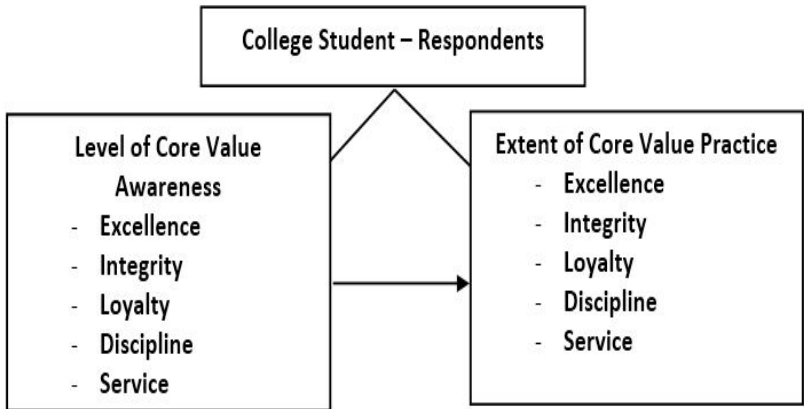 College Student – Respondents
Level of Core Value
Awareness
- Excellence
- Integrity
- Loyalty
- Discipline
- Service
Extent of Core Value Practice
- Excellence
- Integrity
- Loyalty
- Discipline
- Service